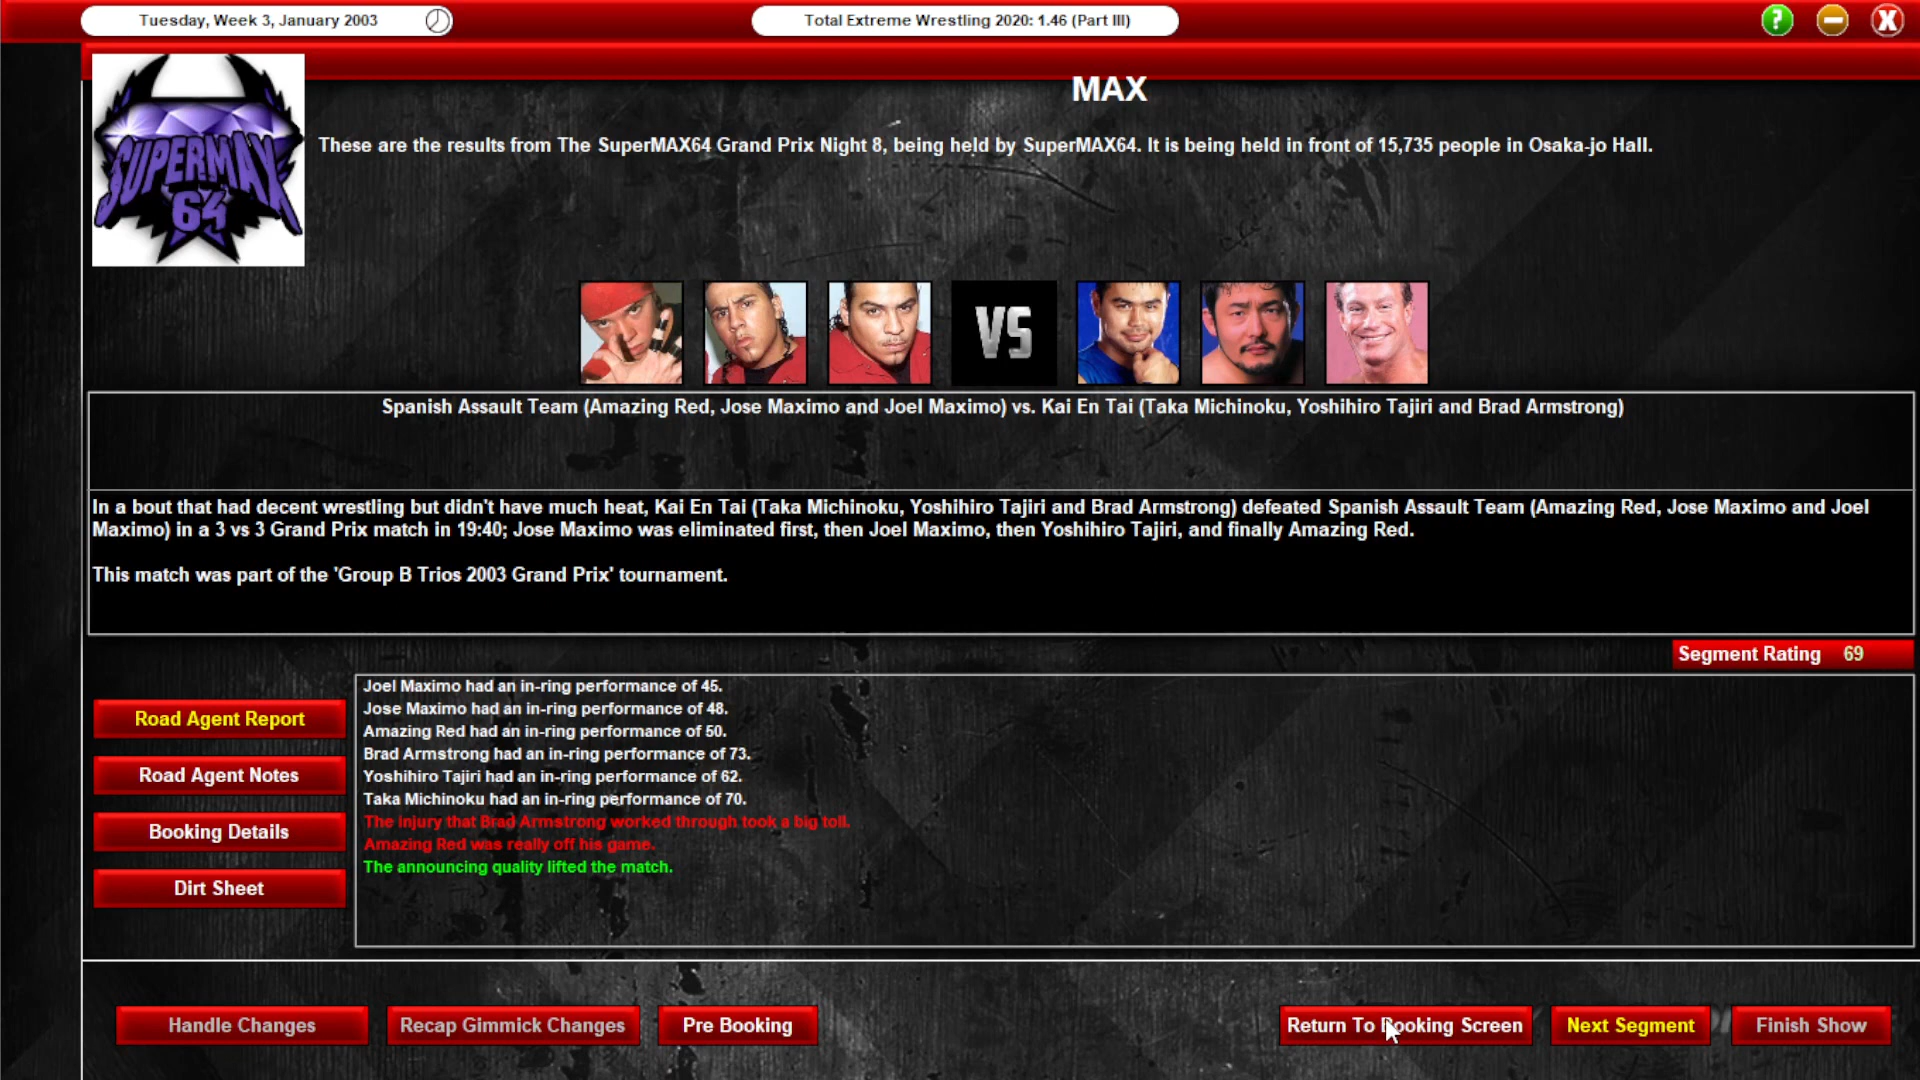 Tuesday, Week 3, January 2003
Total Extreme Wrestling 2020: 1.46 (Part III)
?
X
SUPERMAX
64
MAX
These are the results from The SuperMAX64 Grand Prix Night 8, being held by SuperMAX64. It is being held in front of 15,735 people in Osaka-jo Hall.
VS
Spanish Assault Team (Amazing Red, Jose Maximo and Joel Maximo) vs. Kai En Tai (Taka Michinoku, Yoshihiro Tajiri and Brad Armstrong)
In a bout that had decent wrestling but didn't have much heat, Kai En Tai (Taka Michinoku, Yoshihiro Tajiri and Brad Armstrong) defeated Spanish Assault Team (Amazing Red, Jose Maximo and Joel
Maximo) in a 3 vs 3 Grand Prix match in 19:40; Jose Maximo was eliminated first, then Joel Maximo, then Yoshihiro Tajiri, and finally Amazing Red.
This match was part of the 'Group B Trios 2003 Grand Prix' tournament.
Segment Rating 69
Road Agent Report
Road Agent Notes
Booking Details
Dirt Sheet
Joel Maximo had an in-ring performance of 45.
Jose Maximo had an in-ring performance of 48.
Amazing Red had an in-ring performance of 50.
Brad Armstrong had an in-ring performance of 73.
Yoshihiro Tajiri had an in-ring performance of 62.
Taka Michinoku had an in-ring performance of 70.
The injury that Brad Armstrong worked through took a big toll.
Amazing Red was really off his game.
The announcing quality lifted the match.
Handle Changes
Recap Gimmick Changes
Pre Booking
Return To Booking Screen
Next Segment
Finish Show